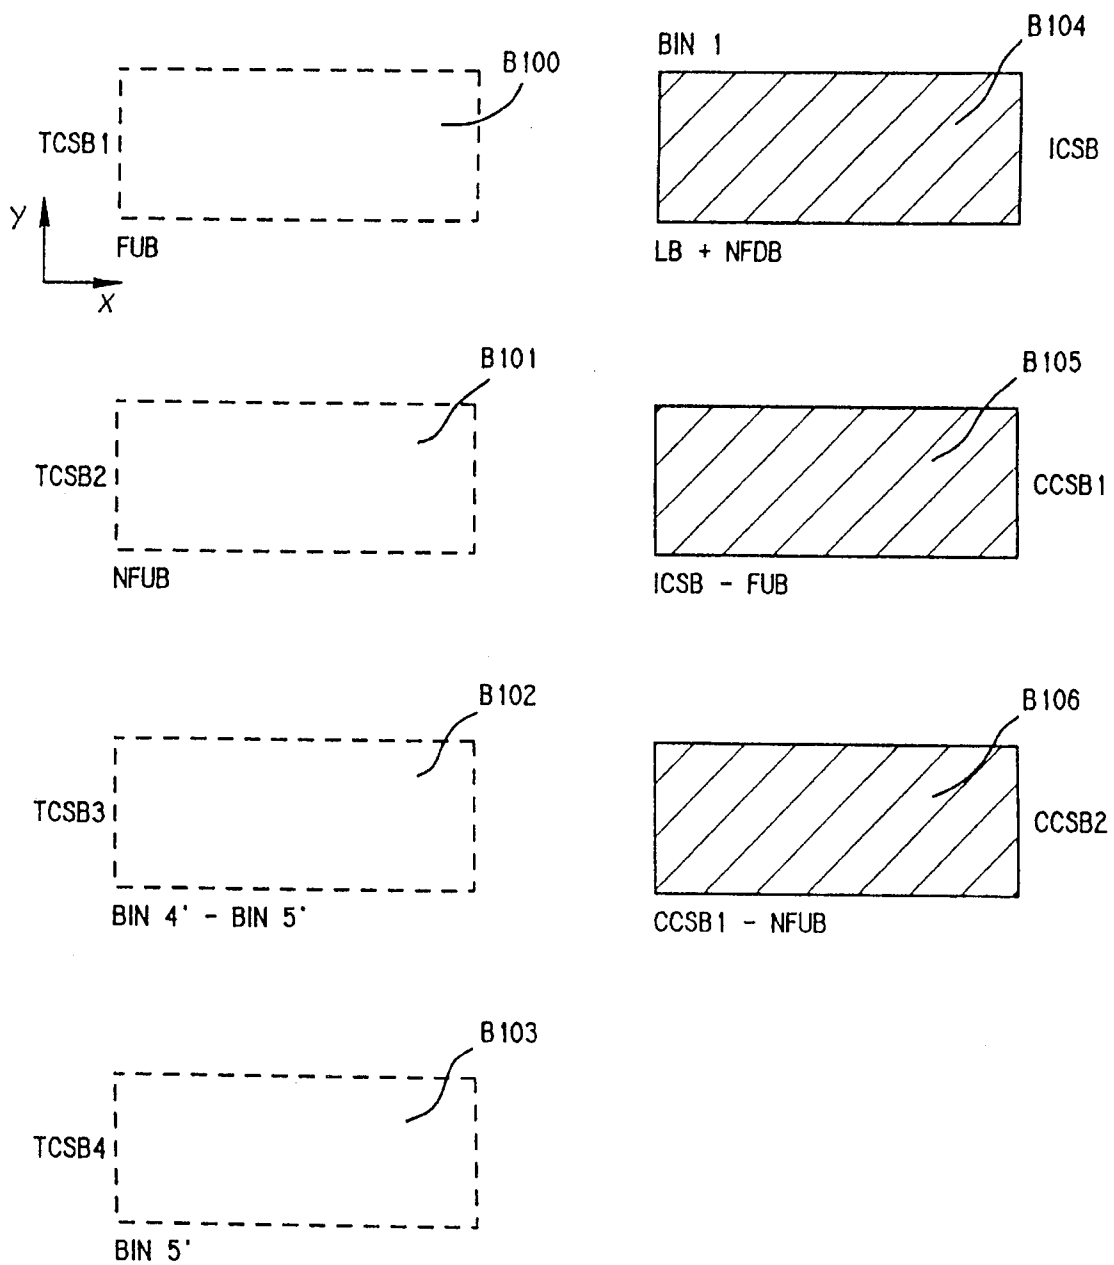 B104
BIN 1
B100
TCSB1
ICSB
Y
FUB
LB + NFDB
X
B101
B105
TCSB2
CCSB1
NFUB
ICSB - FUB
B102
B106
TCSB3
CCSB2
BIN 4' - BIN 5'
CCSB1 - NFUB
B103
TCSB4
BIN 5'